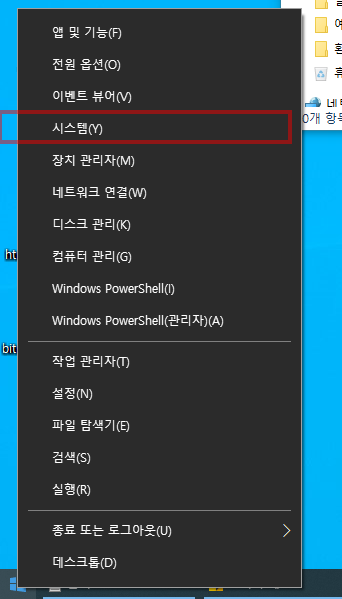 앱 및 기능(F)
전원 옵션(O)
이벤트 뷰어(V)
시스템(Y)
장치 관리자(M)
네트워크 연결(W)
디스크 관리(K)
컴퓨터 관리(G)
Windows PowerShell(I)
Windows PowerShell(관리자)(A)
작업 관리자(T)
설정(N)
파일 탐색기(E)
검색(S)
실행(R)
종료 또는 로그아웃(U)
데스크톱(D)
ht
bit
예
휴
네트
0개 항목